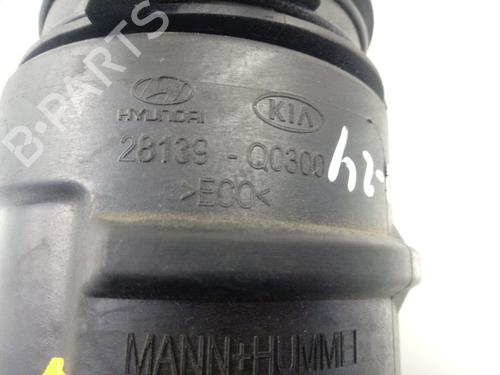 HYUNDAI KIA
28139 - Q0300
>ECO<
MANN+HUMMEL
B-PARTS